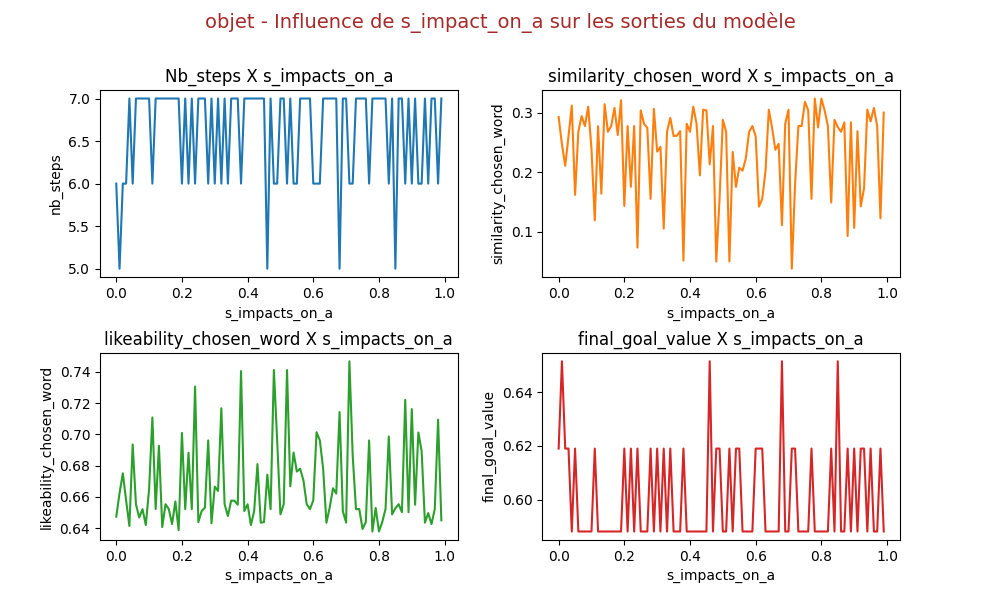 objet - Influence de s_impact_on_a sur les sorties du modèle
Nb_steps X s_impacts_on_a
7.0
6.5
6.0
5.5
5.0
nb_steps
0.0 0.2 0.4 0.6 0.8 1.0
s_impacts_on_a
similarity_chosen_word X s_impacts_on_a
0.3
0.2
0.1
similarity_chosen_word
0.0 0.2 0.4 0.6 0.8 1.0
s_impacts_on_a
likeability_chosen_word X s_impacts_on_a
0.74
0.72
0.70
0.68
0.66
0.64
likeability_chosen_word
0.0 0.2 0.4 0.6 0.8 1.0
s_impacts_on_a
final_goal_value X s_impacts_on_a
0.64
0.62
0.60
final_goal_value
0.0 0.2 0.4 0.6 0.8 1.0
s_impacts_on_a